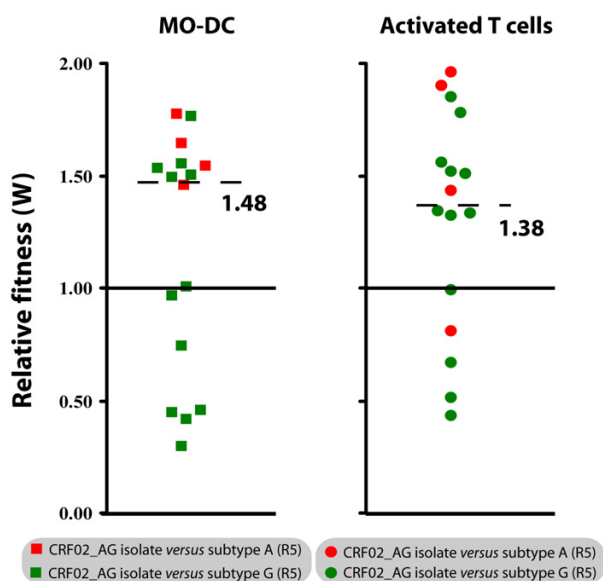 MO-DC
Activated T cells
Relative fitness (W)
2.00
1.50
1.00
0.50
0.00
1.48
1.38
CRF02_AG isolate versus subtype A (R5)
CRF02_AG isolate versus subtype G (R5)
CRF02_AG isolate versus subtype A (R5)
CRF02_AG isolate versus subtype G (R5)